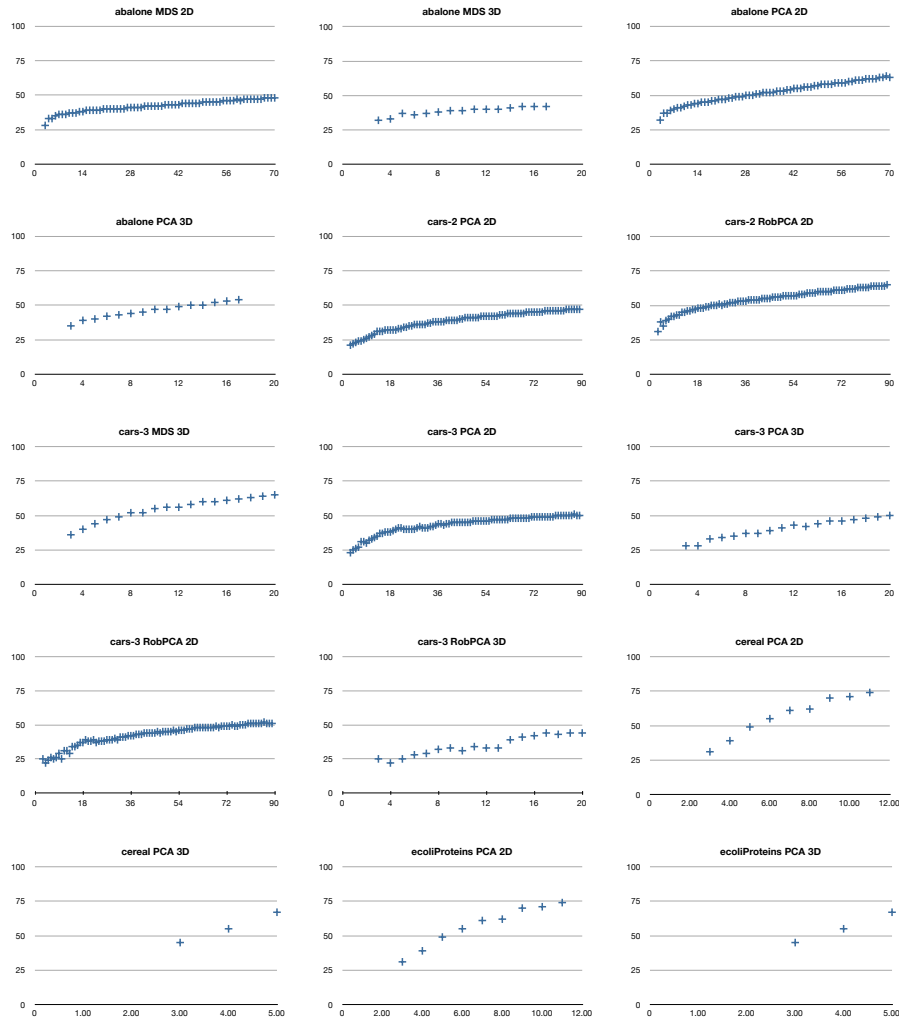 abalone MDS 2D
100
75
50
25
0
0 14 28 42 56 70
abalone MDS 3D
100
75
50
25
0
0 4 8 12 16 20
abalone PCA 2D
100
75
50
25
0
0 14 28 42 56 70
abalone PCA 3D
100
75
50
25
0
0 4 8 12 16 20
cars-2 PCA 2D
100
75
50
25
0
0 18 36 54 72 90
cars-2 RobPCA 2D
100
75
50
25
0
0 18 36 54 72 90
cars-3 MDS 3D
100
75
50
25
0
0 4 8 12 16 20
cars-3 PCA 2D
100
75
50
25
0
0 18 36 54 72 90
cars-3 PCA 3D
100
75
50
25
0
0 4 8 12 16 20
cars-3 RobPCA 2D
100
75
50
25
0
0 18 36 54 72 90
cars-3 RobPCA 3D
100
75
50
25
0
0 4 8 12 16 20
cereal PCA 2D
100
75
50
25
0
0 2.00 4.00 6.00 8.00 10.00 12.00
cereal PCA 3D
100
75
50
25
0
0 1.00 2.00 3.00 4.00 5.00
ecoliProteins PCA 2D
100
75
50
25
0
0 2.00 4.00 6.00 8.00 10.00 12.00
ecoliProteins PCA 3D
100
75
50
25
0
0 1.00 2.00 3.00 4.00 5.00